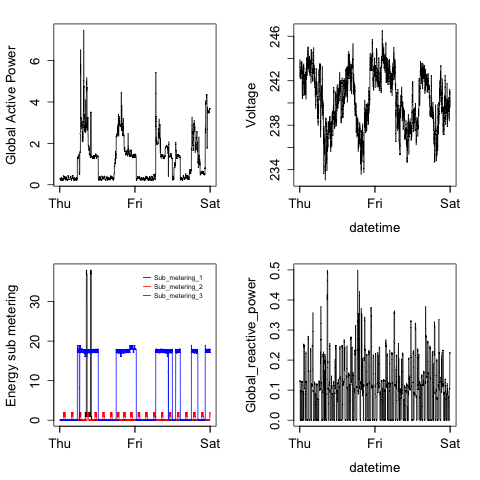 Global Active Power
0 2 4 6
Thu Fri Sat
Voltage
234 238 242 246
Thu Fri Sat
datetime
Energy sub metering
0 10 20 30
Sub_metering_1
Sub_metering_2
Sub_metering_3
Thu Fri Sat
Global_reactive_power
0.0 0.1 0.2 0.3 0.4 0.5
Thu Fri Sat
datetime